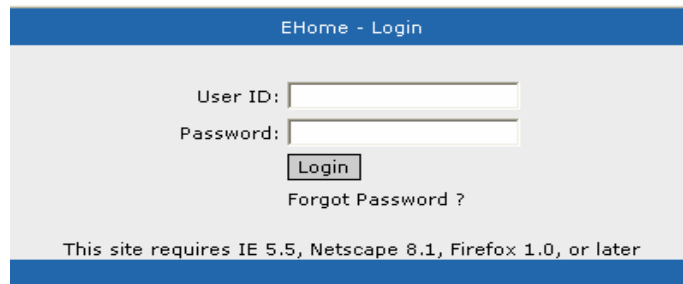 EHome - Login
User ID:
Password:
Login
Forgot Password ?
This site requires IE 5.5, Netscape 8.1, Firefox 1.0, or later